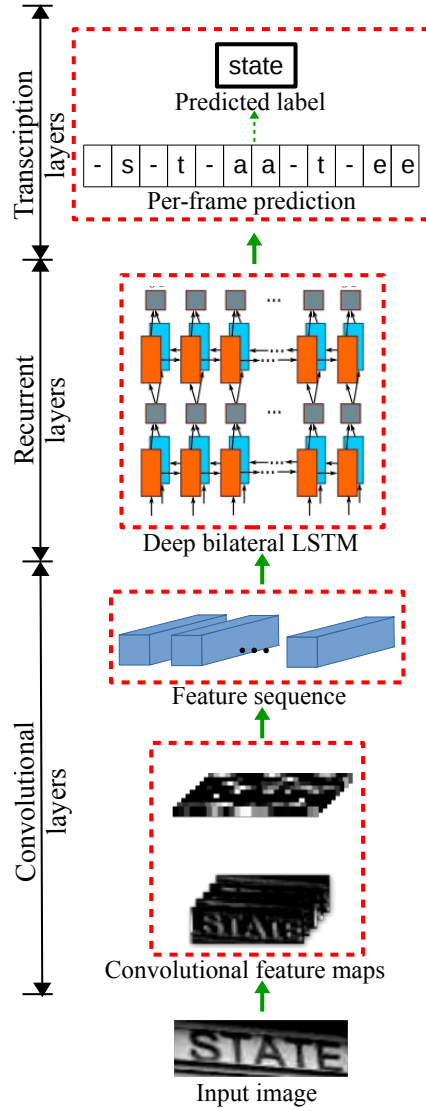 state
Predicted label
- s - t - a a - t - e e
Per-frame prediction
Transcription layers
Deep bilateral LSTM
Recurrent layers
Feature sequence
Convolutional feature maps
STATE
Convolutional layers
STATE
Input image